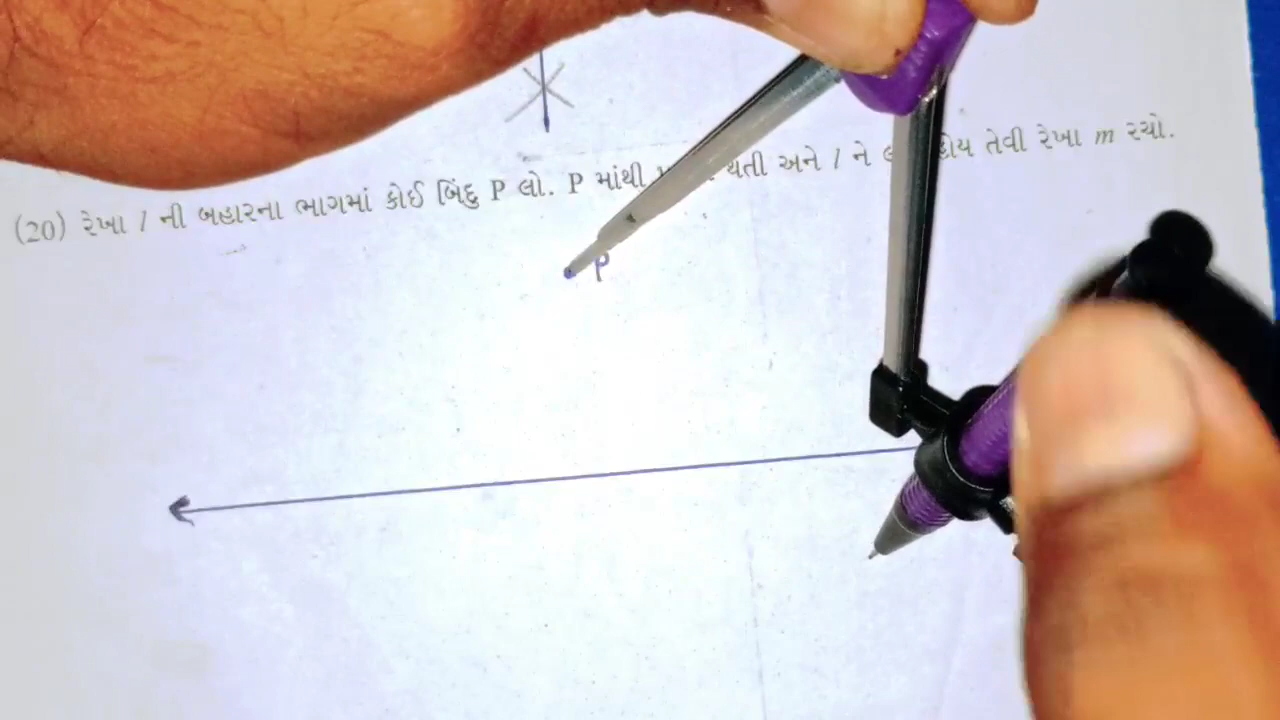 (20) રેખા l ની બહારના ભાગમાં કોઈ બિંદુ P લો. P માંથી થતી અને l ને હોય તેવી રેખા m રચો.
P